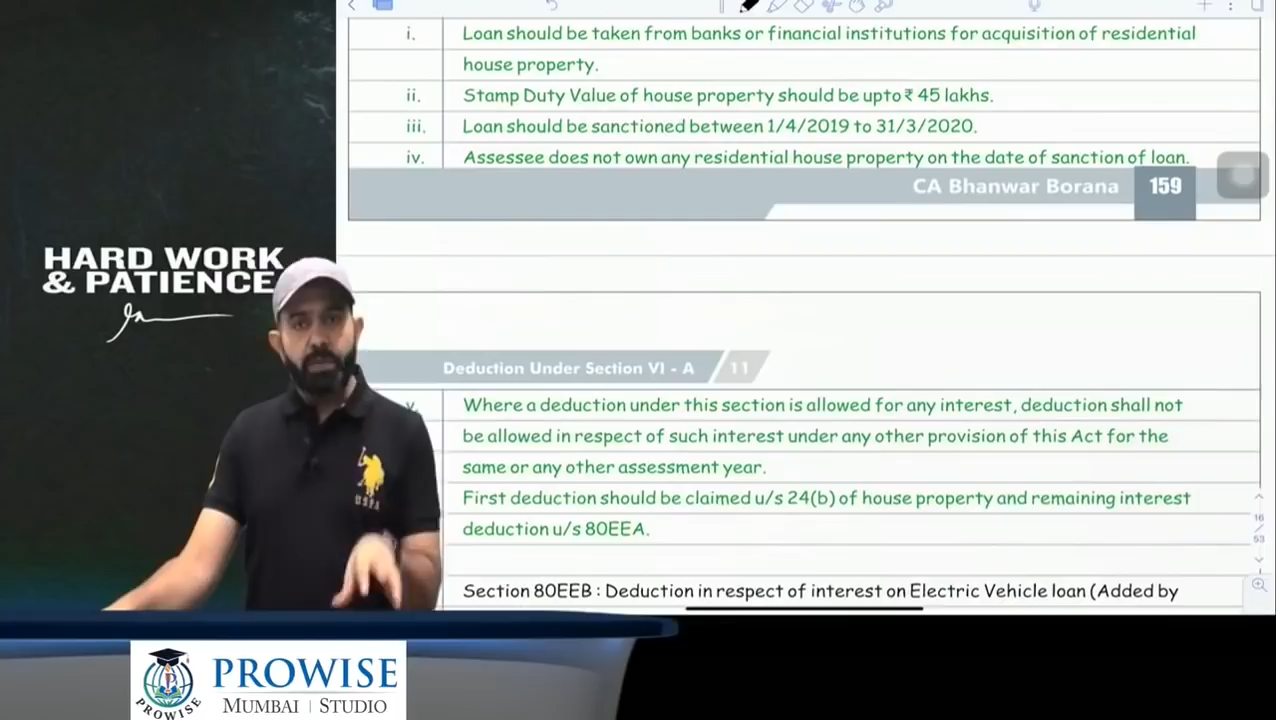 i. Loan should be taken from banks or financial institutions for acquisition of residential
house property.
ii. Stamp Duty Value of house property should be upto ₹ 45 lakhs.
iii. Loan should be sanctioned between 1/4/2019 to 31/3/2020.
iv. Assessee does not own any residential house property on the date of sanction of loan.
CA Bhanwar Borana 159
HARD WORK
& PATIENCE
Deduction Under Section VI - A 11
v. Where a deduction under this section is allowed for any interest, deduction shall not
be allowed in respect of such interest under any other provision of this Act for the
same or any other assessment year.
First deduction should be claimed u/s 24(b) of house property and remaining interest
deduction u/s 80EEA.
Section 80EEB : Deduction in respect of interest on Electric Vehicle loan (Added by
16
53
USPA
PROWISE
MUMBAI | STUDIO
PROWISE